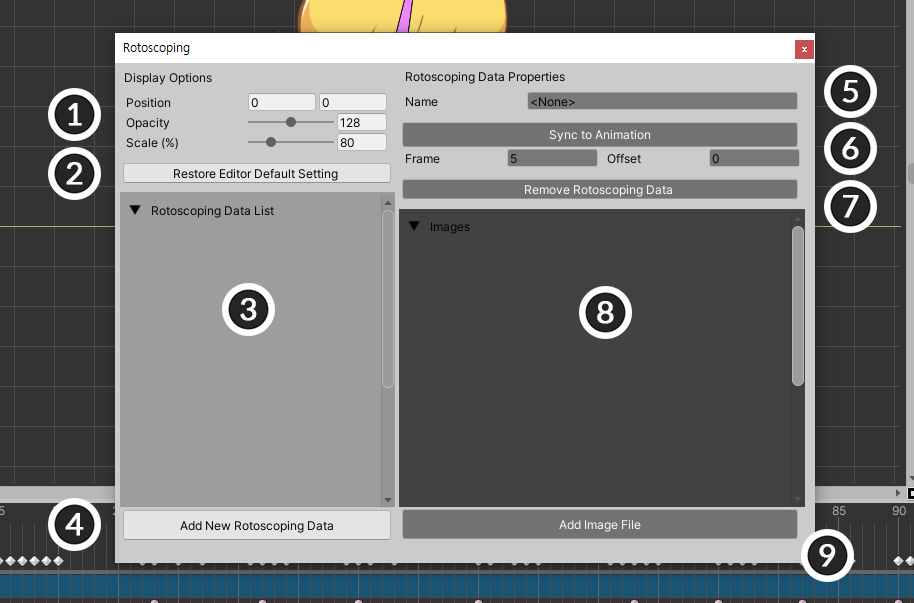 Rotoscoping
x
Display Options
Position 0 0
Opacity 128
Scale (%) 80
Restore Editor Default Setting
Rotoscoping Data List
Add New Rotoscoping Data
Rotoscoping Data Properties
Name <None>
Sync to Animation
Frame 5 Offset 0
Remove Rotoscoping Data
Images
Add Image File
1
2
3
4
5
6
7
8
9
5
85
90